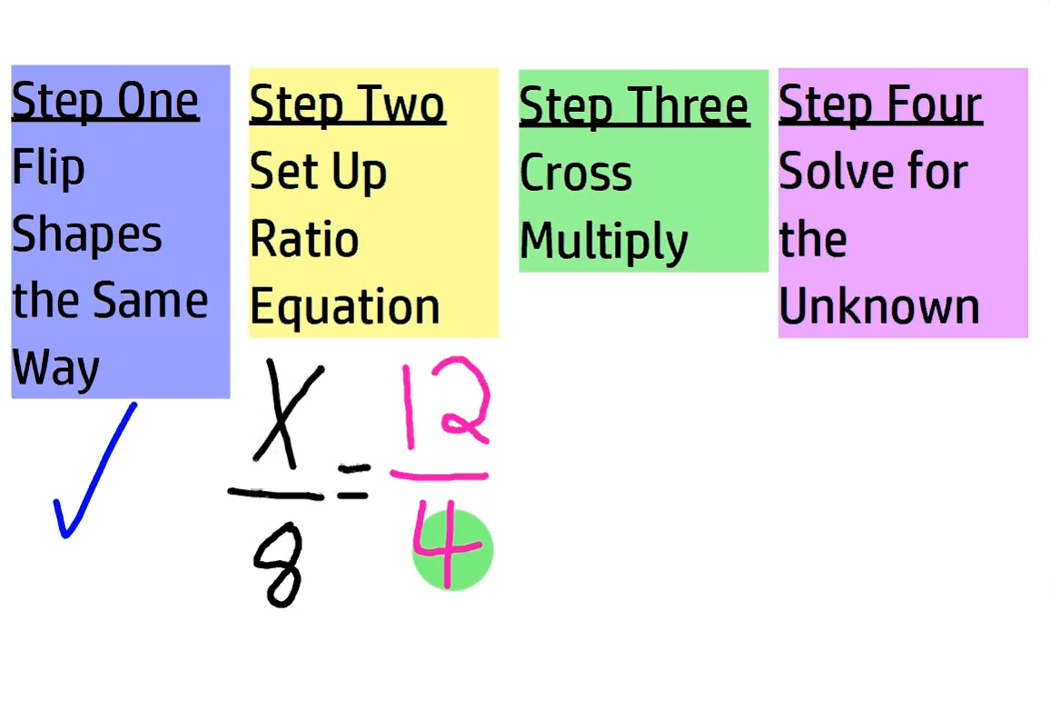 Step One
Flip
Shapes
the Same
Way
Step Two
Set Up
Ratio
Equation
Step Three
Cross
Multiply
Step Four
Solve for
the
Unknown
X/8 = 12/4